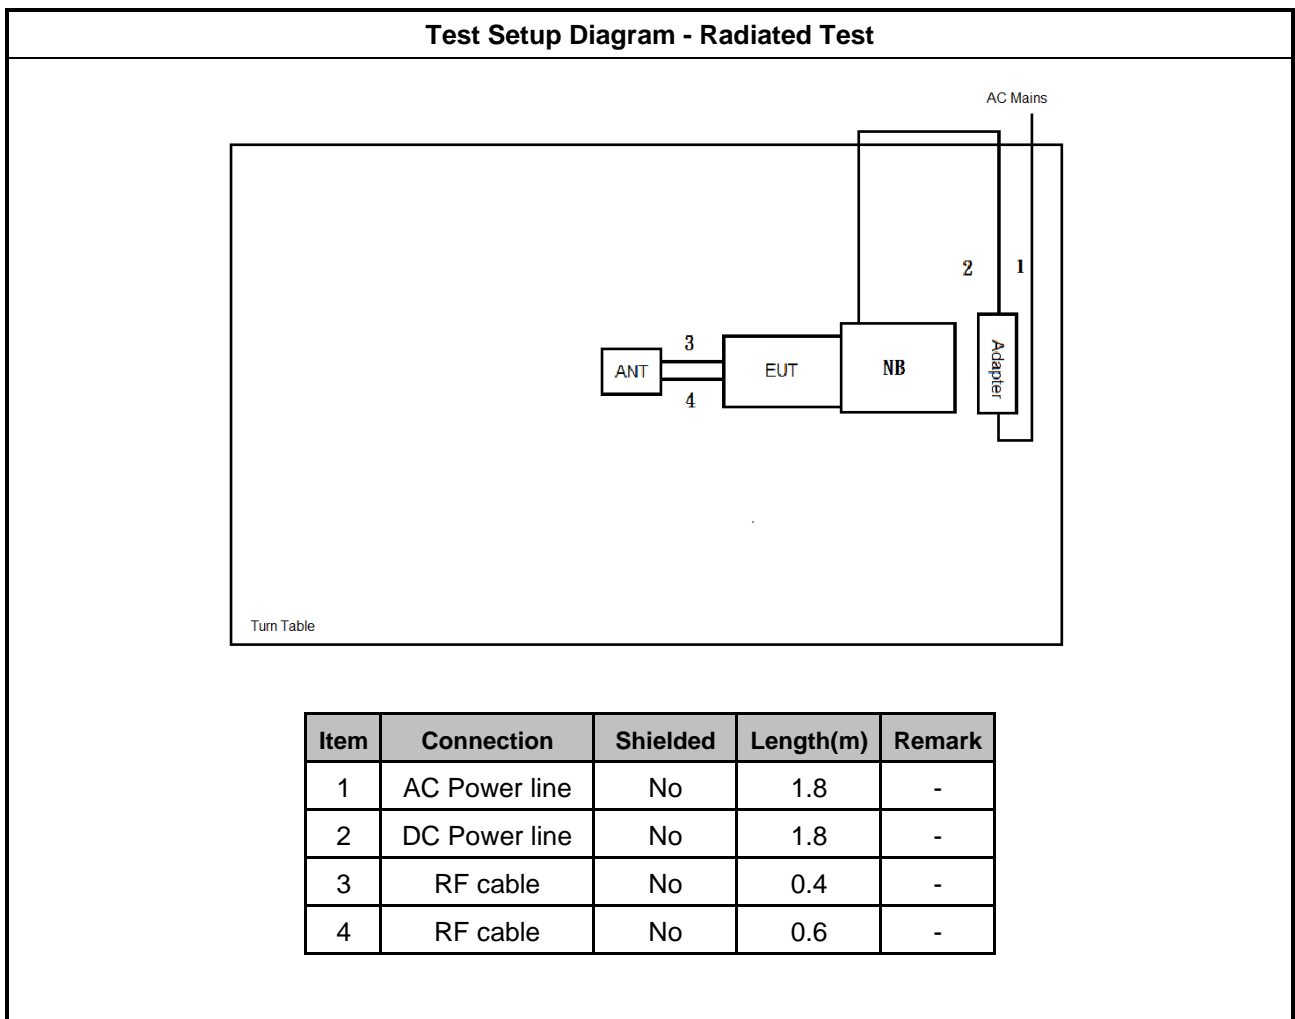 Test Setup Diagram - Radiated Test
AC Mains
2 1
3
ANT EUT NB Adapter
4
Turn Table
Item Connection Shielded Length(m) Remark
1 AC Power line No 1.8 -
2 DC Power line No 1.8 -
3 RF cable No 0.4 -
4 RF cable No 0.6 -